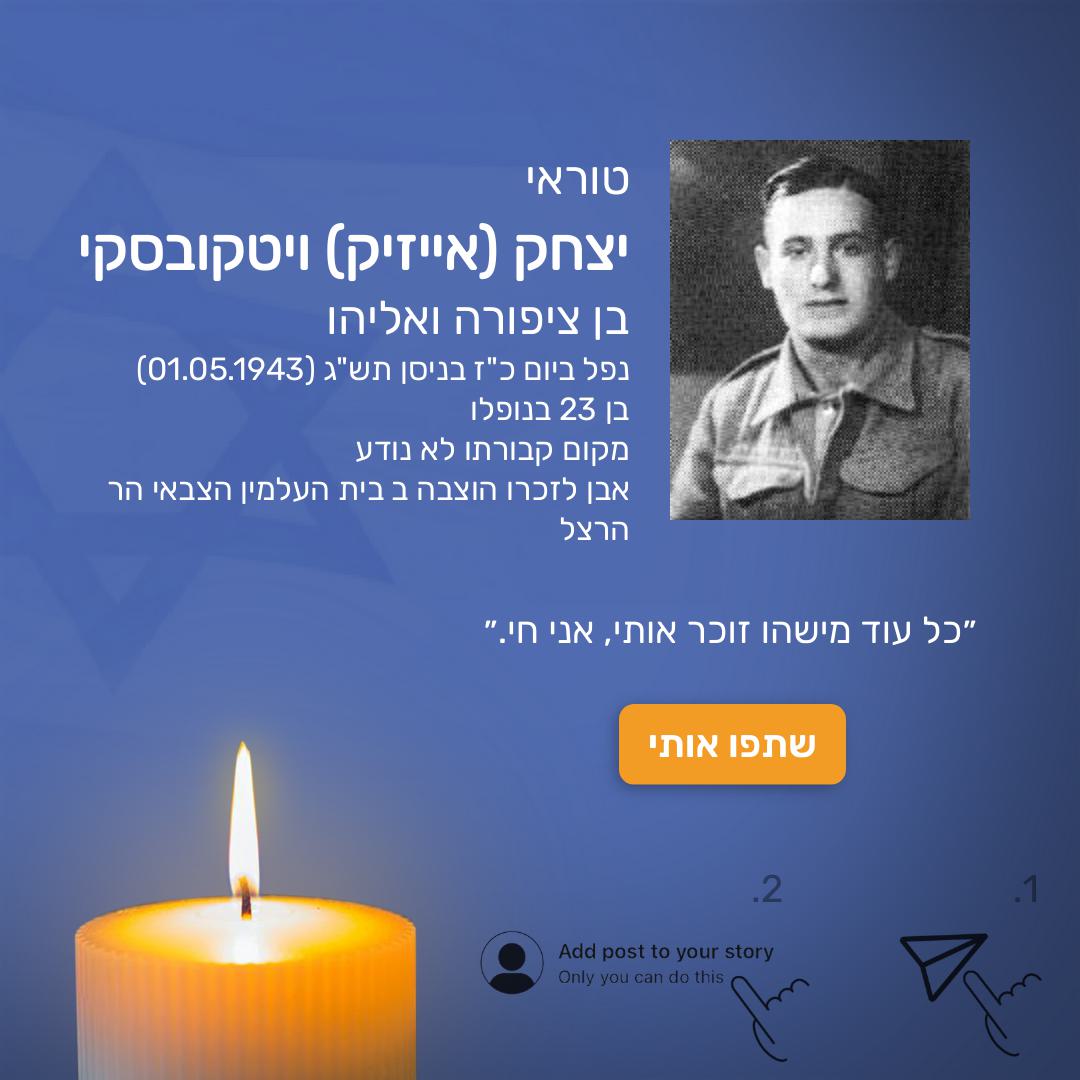 טוראי
יצחק (אייזיק) ויטקובסקי
בן ציפורה ואליהו
נפל ביום כ"ז בניסן תש"ג (01.05.1943)
בן 23 בנופלו
מקום קבורתו לא נודע
אבן לזכרו הוצבה ב בית העלמין הצבאי הר
הרצל
״כל עוד מישהו זוכר אותי, אני חי.״
שתפו אותי
1.
2.
Add post to your story
Only you can do this